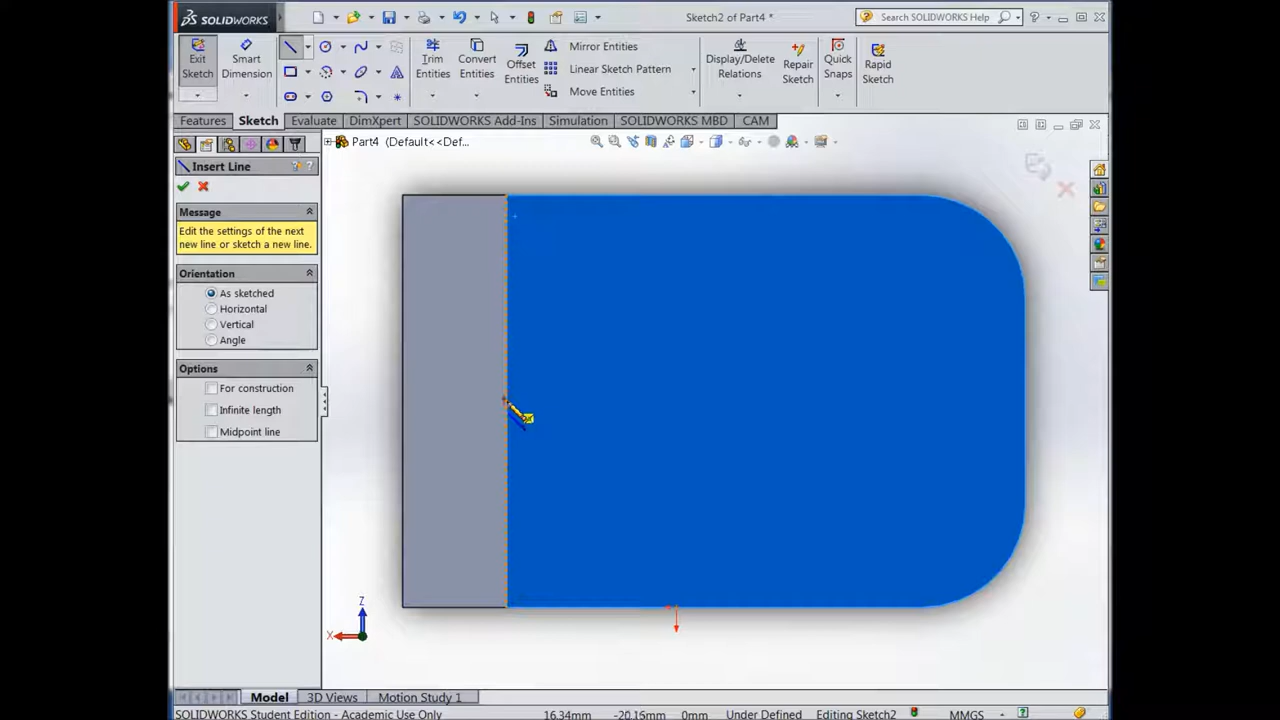 SOLIDWORKS
Sketch2 of Part4 *
Search SOLIDWORKS Help
Exit Sketch
Smart Dimension
Trim Entities
Convert Entities
Offset Entities
Mirror Entities
Linear Sketch Pattern
Move Entities
Display/Delete Relations
Repair Sketch
Quick Snaps
Rapid Sketch
Features
Sketch
Evaluate
DimXpert
SOLIDWORKS Add-Ins
Simulation
SOLIDWORKS MBD
CAM
Part4 (Default<<Def...
Insert Line
Message
Edit the settings of the next
new line or sketch a new line.
Orientation
As sketched
Horizontal
Vertical
Angle
Options
For construction
Infinite length
Midpoint line
Z
X
Model
3D Views
Motion Study 1
SOLIDWORKS Student Edition - Academic Use Only
16.34mm
-20.16mm
0mm
Under Defined
Editing Sketch2
MMGS